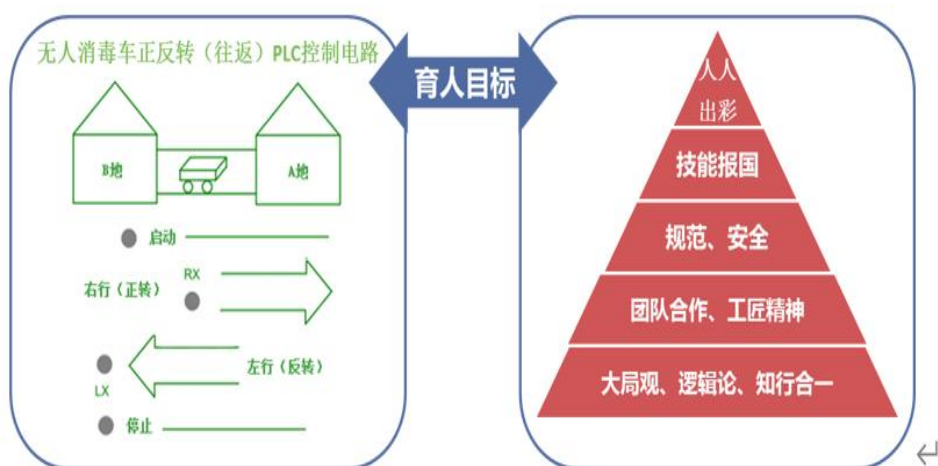 无人消毒车正反转（往返）PLC控制电路
B地
A地
启动
RX
右行（正转）
左行（反转）
LX
停止
育人目标
人人
出彩
技能报国
规范、安全
团队合作、工匠精神
大局观、逻辑论、知行合一